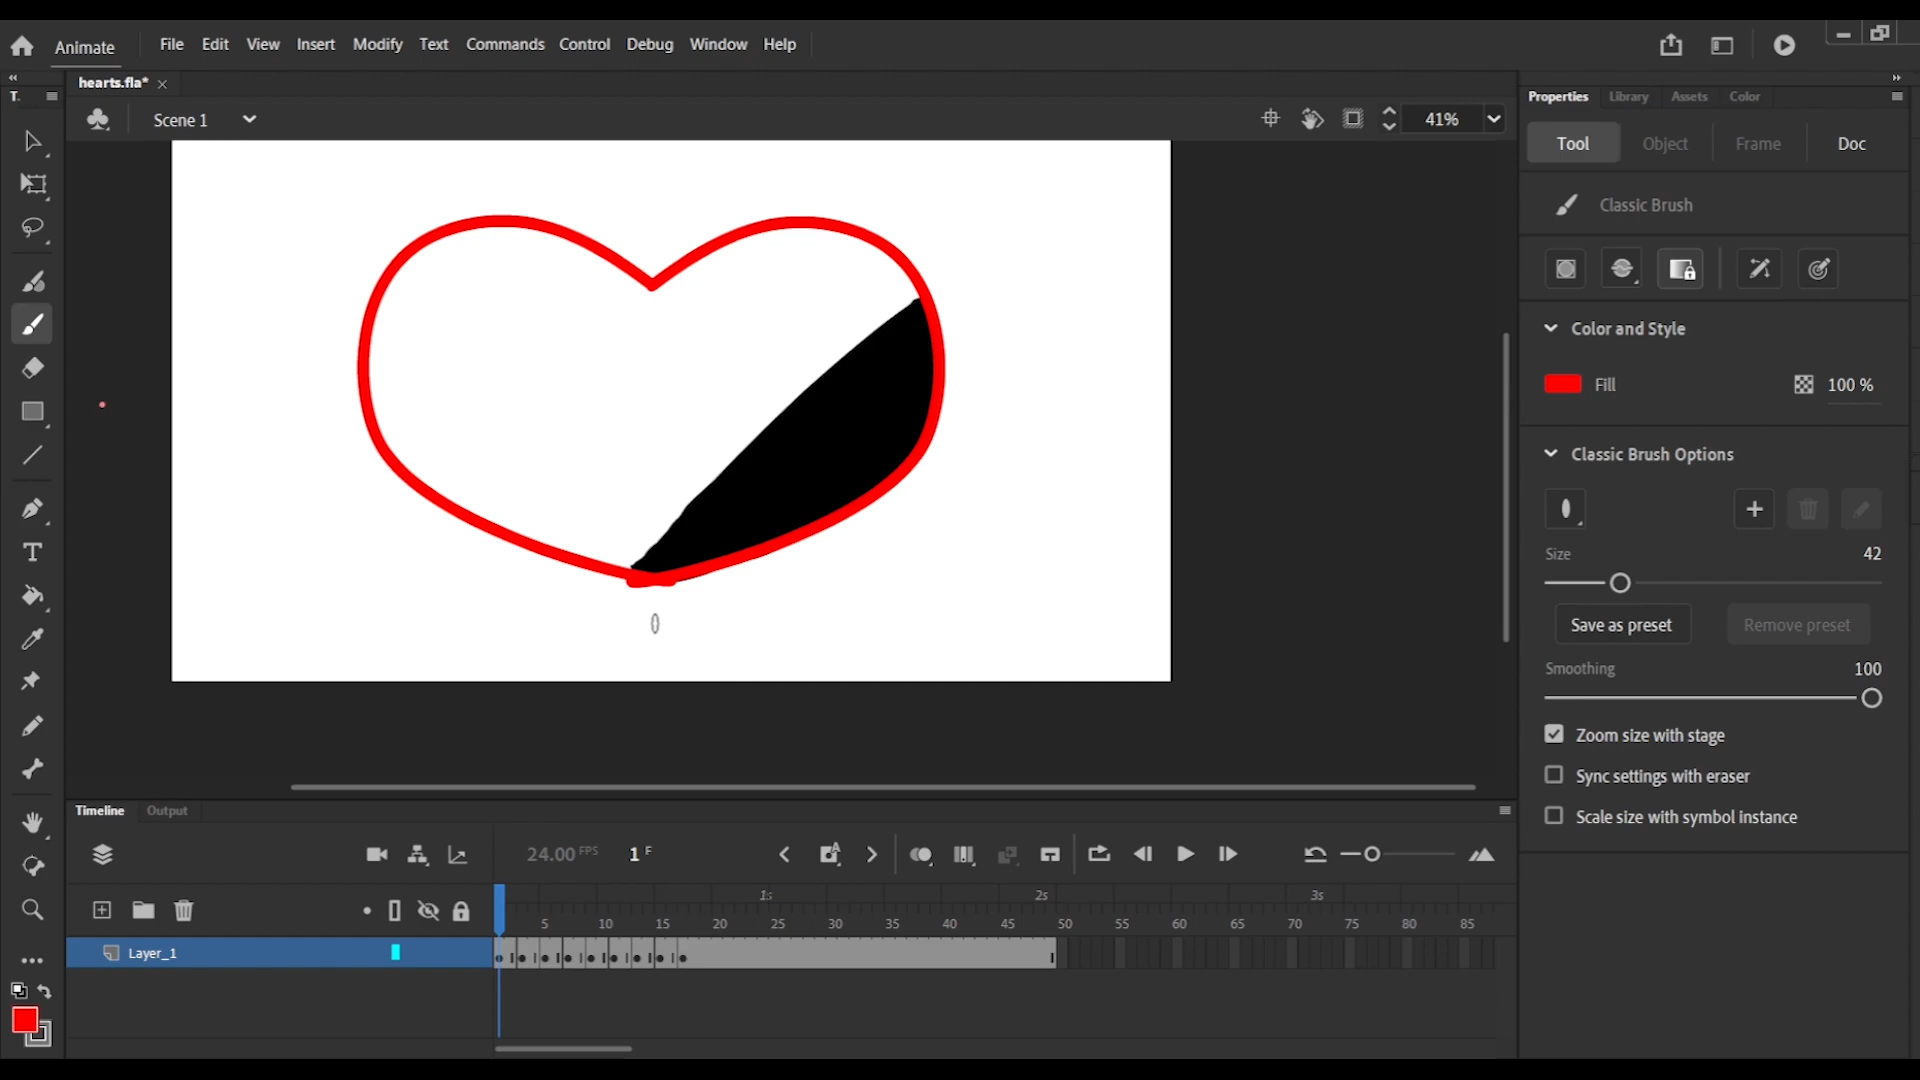 Animate File Edit View Insert Modify Text Commands Control Debug Window Help
T. hearts.fla*
Properties Library Assets Color
Scene 1 41%
Tool Object Frame Doc
Classic Brush
Color and Style
Fill 100 %
Classic Brush Options
Size 42
Save as preset Remove preset
Smoothing 100
Zoom size with stage
Sync settings with eraser
Scale size with symbol instance
Timeline Output
24.00 FPS 1 F
1s 2s 3s
5 10 15 20 25 30 35 40 45 50 55 60 65 70 75 80 85
Layer_1